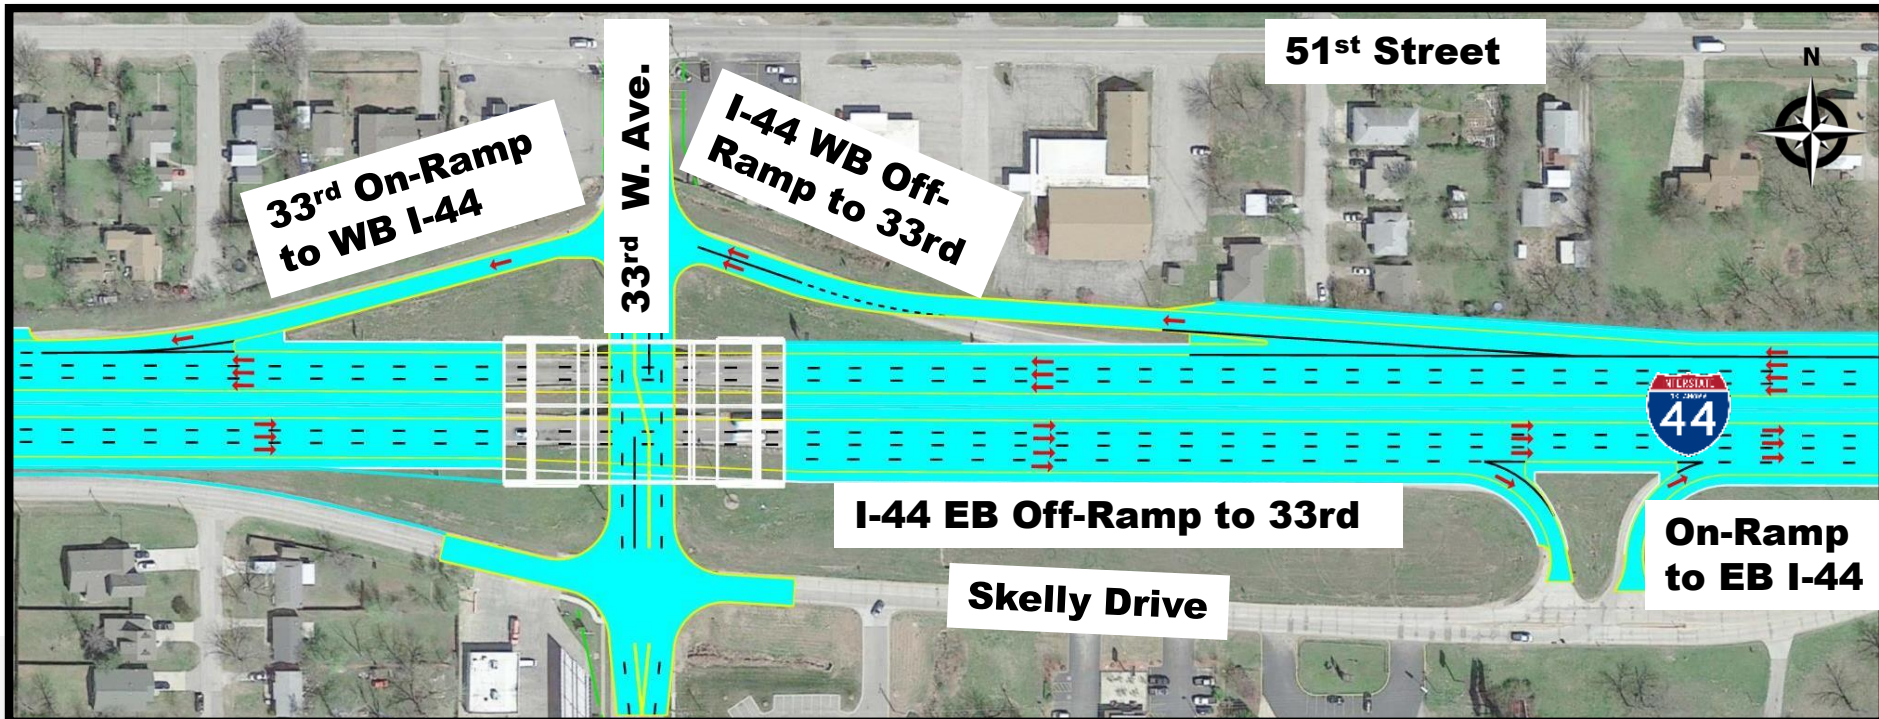 51st Street
N
33rd W. Ave.
I-44 WB Off-
Ramp to 33rd
33rd On-Ramp
to WB I-44
INTERSTATE
OKLAHOMA
44
I-44 EB Off-Ramp to 33rd
On-Ramp
to EB I-44
Skelly Drive